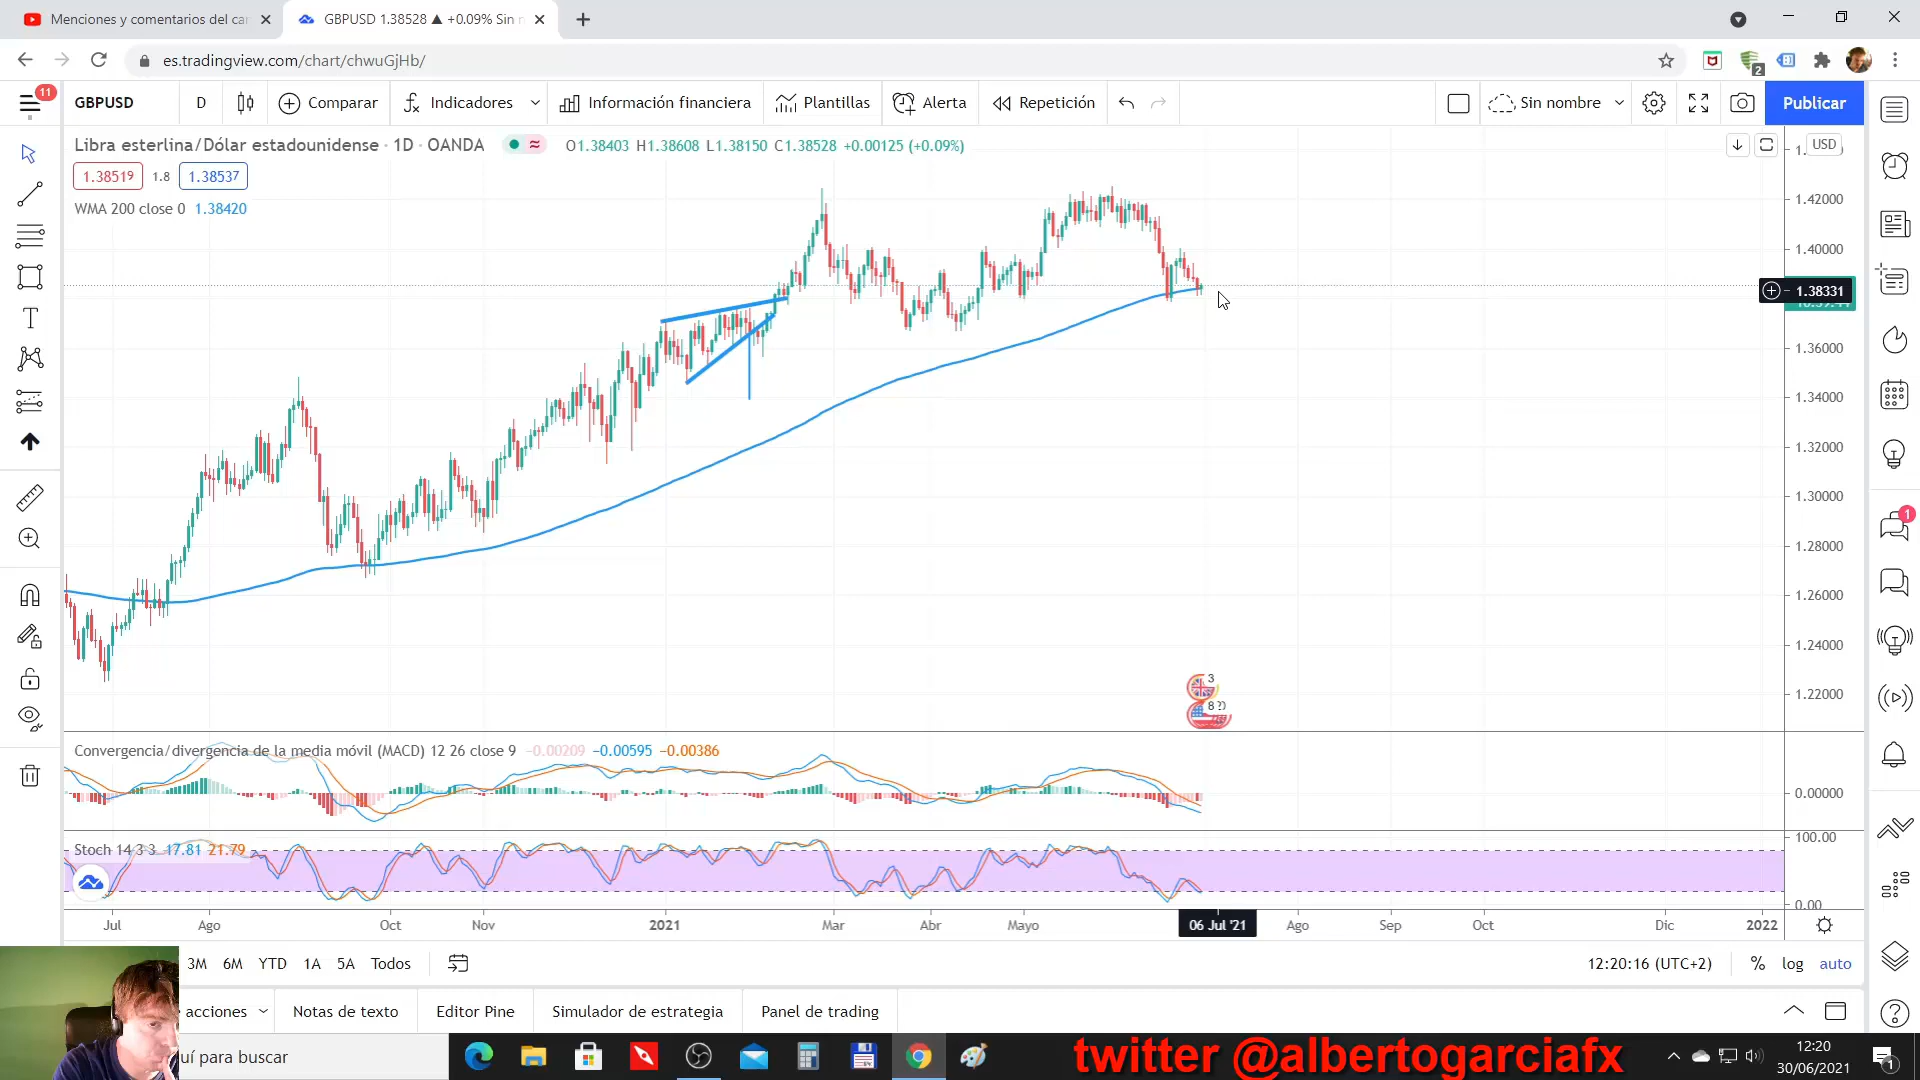 Menciones y comentarios del ca
GBPUSD 1.38528 ▲ +0.09% Sin n
es.tradingview.com/chart/chwuGjHb/
2
11
GBPUSD
D
Comparar
Indicadores
Información financiera
Plantillas
Alerta
Repetición
Sin nombre
Publicar
Libra esterlina/Dólar estadounidense · 1D · OANDA
O1.38403 H1.38608 L1.38150 C1.38528 +0.00125 (+0.09%)
USD
1.38519
1.8
1.38537
WMA 200 close 0 1.38420
1.42000
1.40000
1.38331
1.36000
1.34000
1.32000
1.30000
1.28000
1.26000
1.24000
1.22000
1
3
8
Convergencia/divergencia de la media móvil (MACD) 12 26 close 9 −0.00209 −0.00595 −0.00386
0.00000
Stoch 14 3 3 17.81 21.79
100.00
0.00
Jul
Ago
Oct
Nov
2021
Mar
Abr
Mayo
06 Jul '21
Ago
Sep
Oct
Dic
2022
3M 6M YTD 1A 5A Todos
12:20:16 (UTC+2)
% log auto
acciones
Notas de texto
Editor Pine
Simulador de estrategia
Panel de trading
uí para buscar
twitter @albertogarciafx
12:20
30/06/2021
1